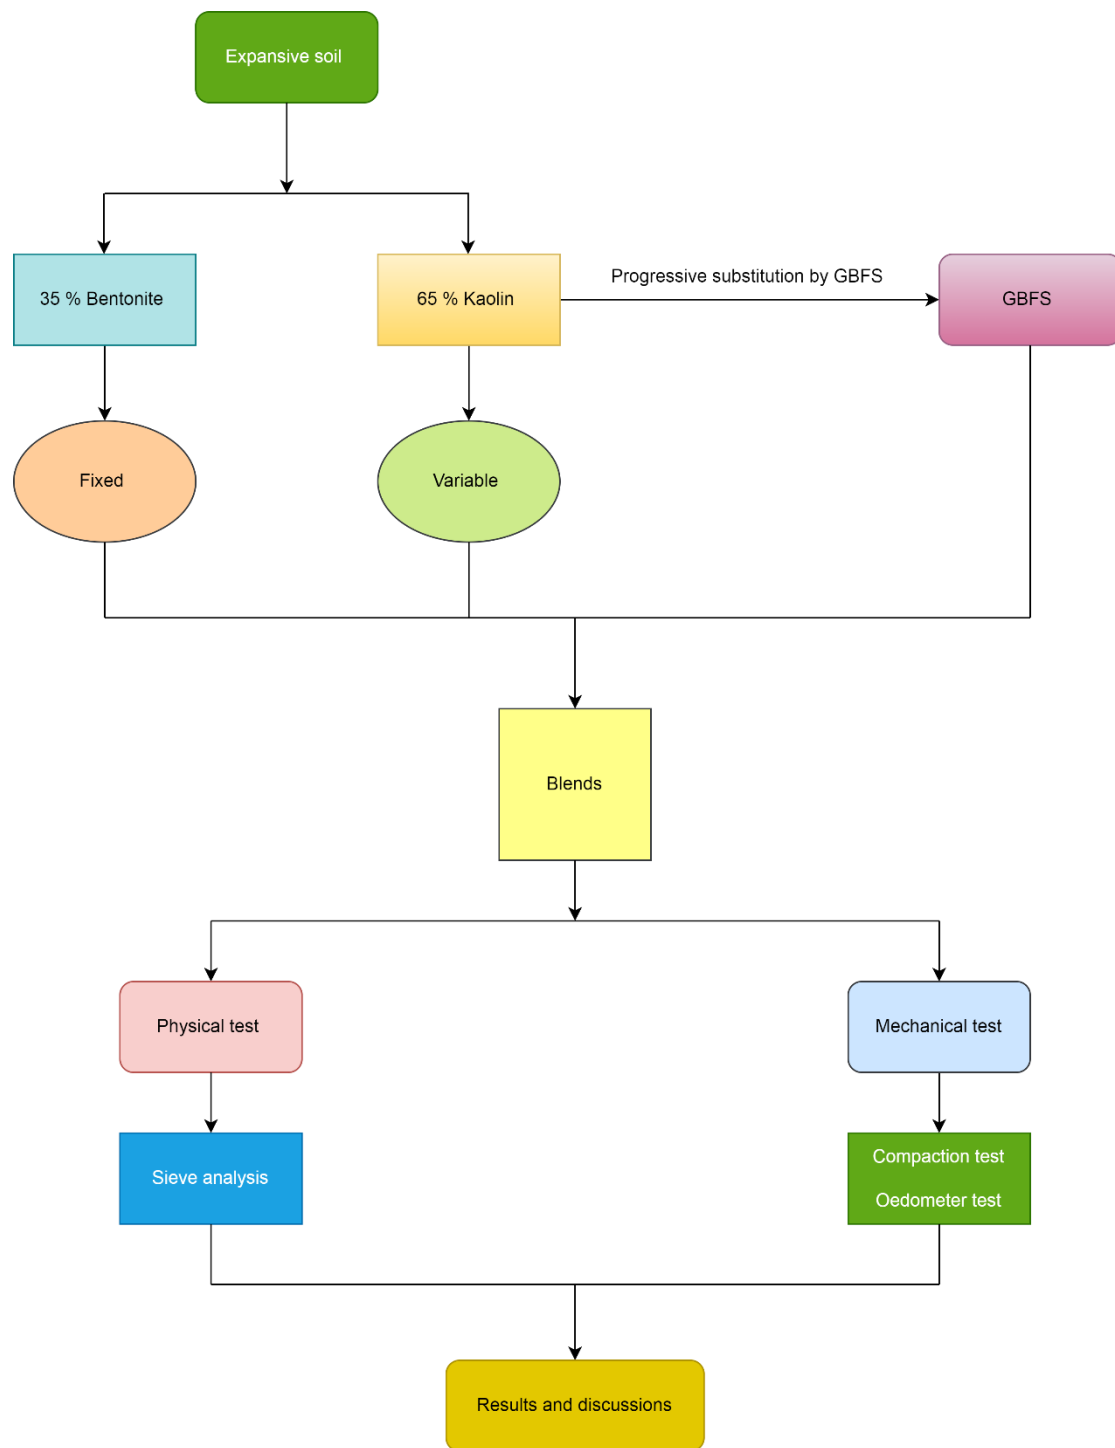 Expansive soil
35 % Bentonite
65 % Kaolin
Progressive substitution by GBFS
GBFS
Fixed
Variable
Blends
Physical test
Mechanical test
Sieve analysis
Compaction test
Oedometer test
Results and discussions